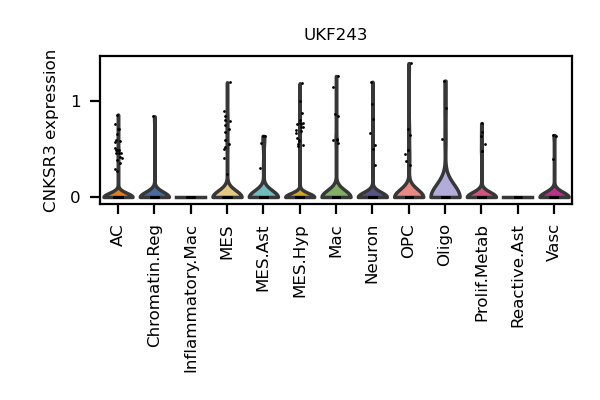 UKF243
CNKSR3 expression
1
0
AC
Chromatin.Reg
Inflammatory.Mac
MES
MES.Ast
MES.Hyp
Mac
Neuron
OPC
Oligo
Prolif.Metab
Reactive.Ast
Vasc